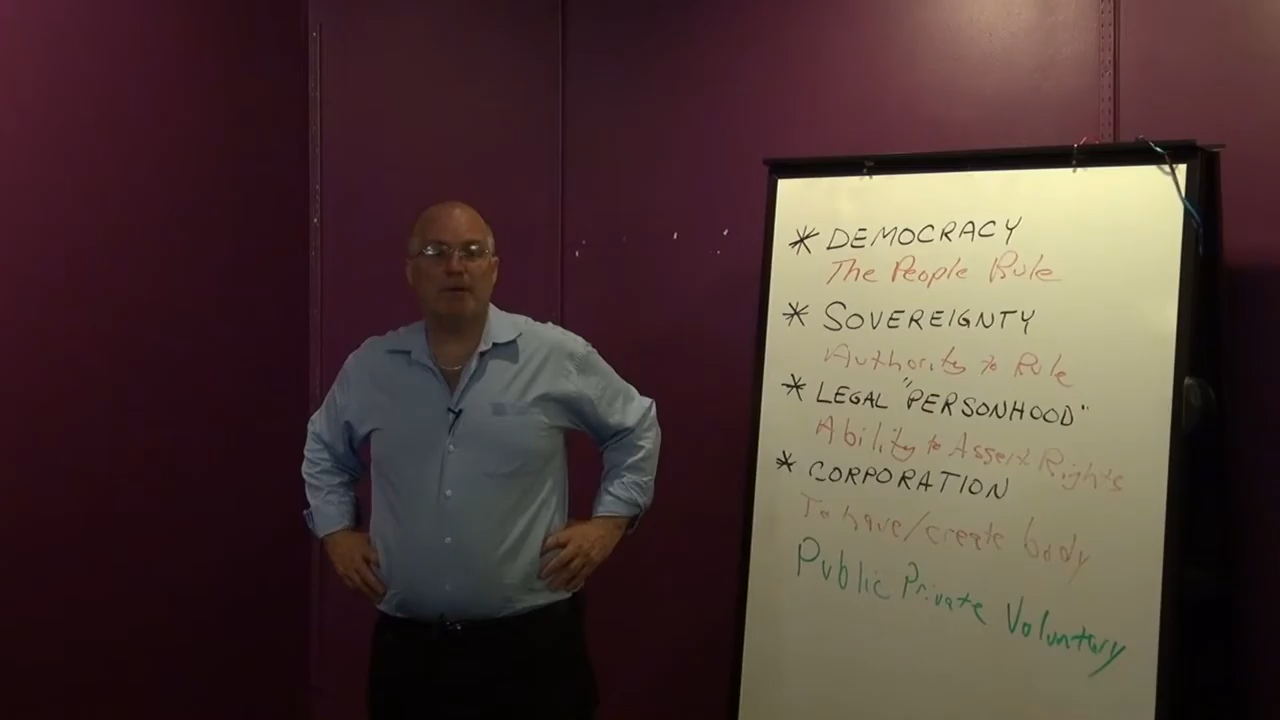 * DEMOCRACY
The People Rule
* SOVEREIGNTY
Authority to Rule
* LEGAL "PERSONHOOD"
Ability to Assert Rights
* CORPORATION
To have/create body
Public Private Voluntary